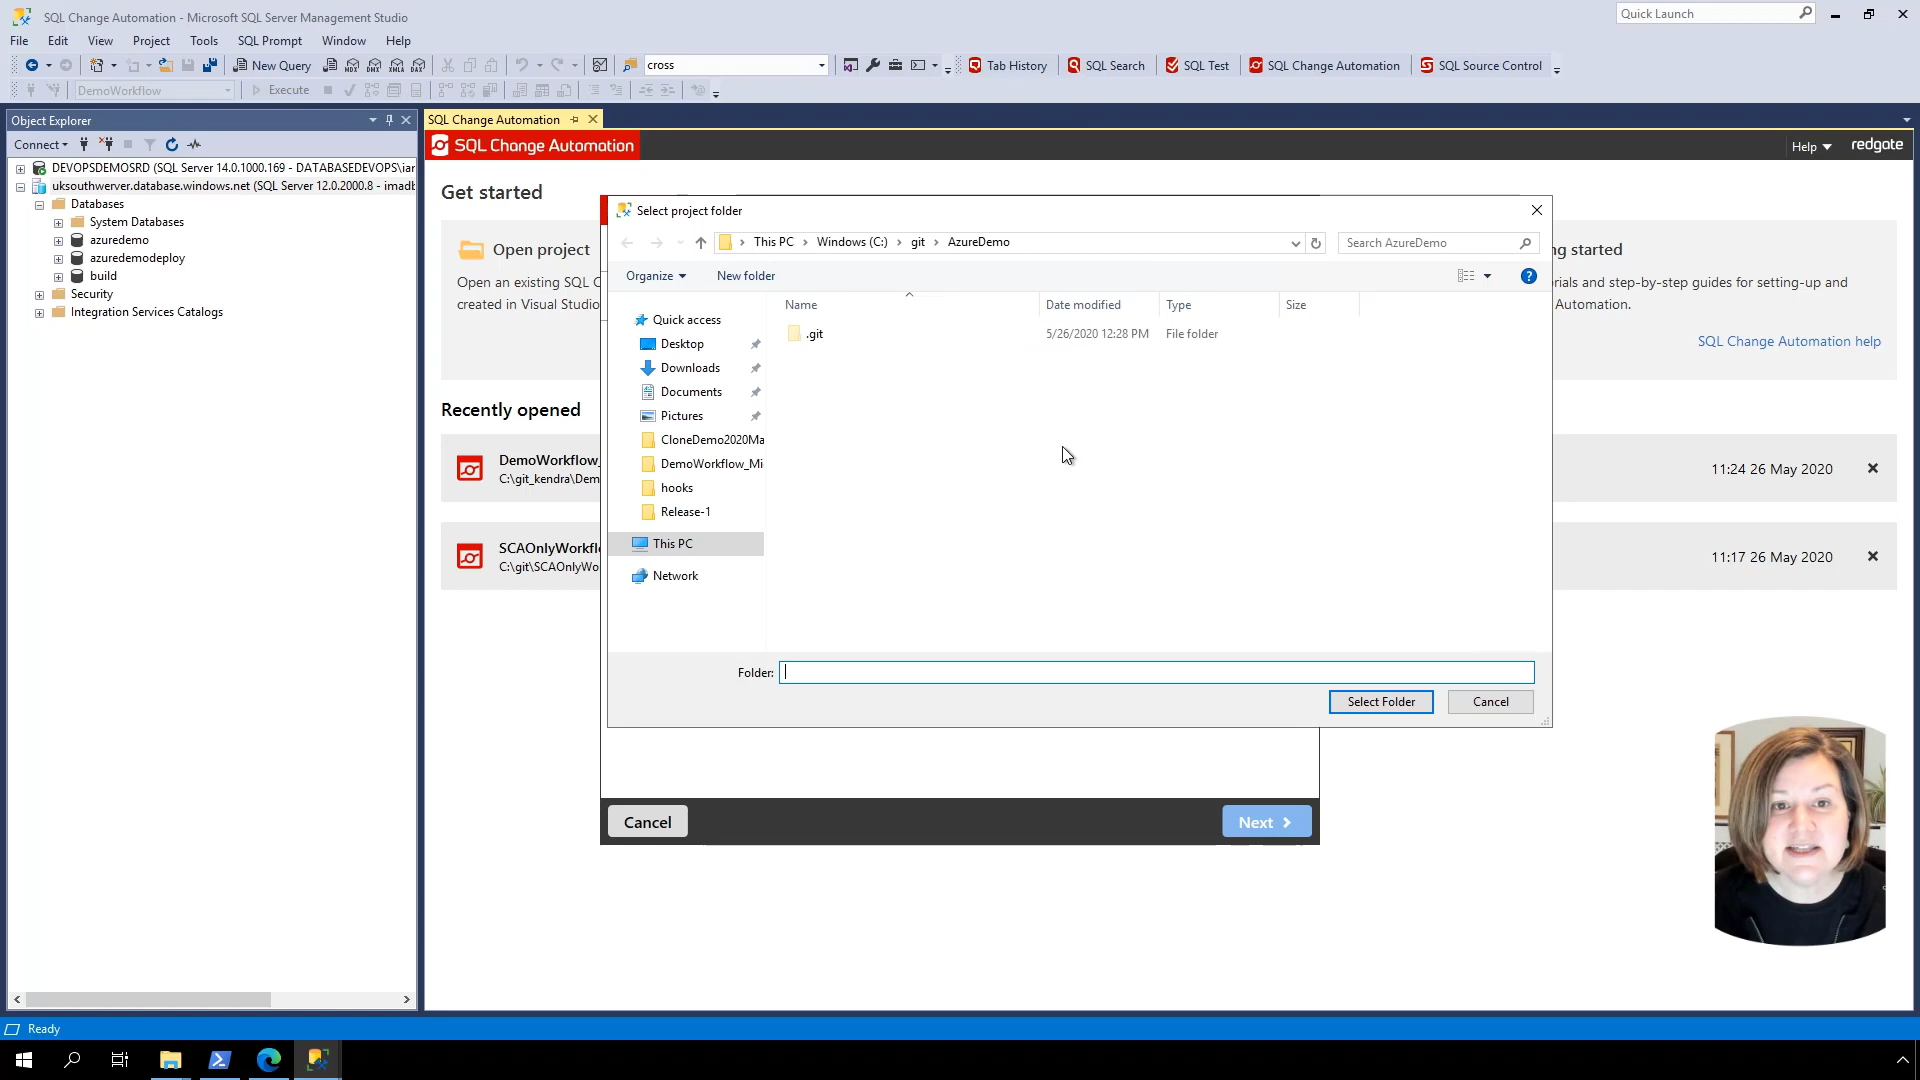 SQL Change Automation - Microsoft SQL Server Management Studio
Quick Launch
File Edit View Project Tools SQL Prompt Window Help
New Query
MDX DMX XMLA DAX
cross
Tab History SQL Search SQL Test SQL Change Automation SQL Source Control
DemoWorkflow Execute
Object Explorer
Connect
DEVOPSDEMOSRD (SQL Server 14.0.1000.169 - DATABASEDEVOPS\iar
uksouthwerver.database.windows.net (SQL Server 12.0.2000.8 - imadb
Databases
System Databases
azuredemo
azuredemodeploy
build
Security
Integration Services Catalogs
SQL Change Automation
SQL Change Automation
Help
redgate
Get started
Open project
Open an existing SQL C
created in Visual Studio
ng started
rials and step-by-step guides for setting-up and
Automation.
SQL Change Automation help
Recently opened
DemoWorkflow_
C:\git_kendra\Dem
11:24 26 May 2020
SCAOnlyWorkfl
C:\git\SCAOnlyWo
11:17 26 May 2020
Select project folder
This PC Windows (C:) git AzureDemo
Search AzureDemo
Organize New folder
Name Date modified Type Size
.git 5/26/2020 12:28 PM File folder
Quick access
Desktop
Downloads
Documents
Pictures
CloneDemo2020Ma
DemoWorkflow_Mi
hooks
Release-1
This PC
Network
Folder:
Select Folder Cancel
Cancel Next
Ready